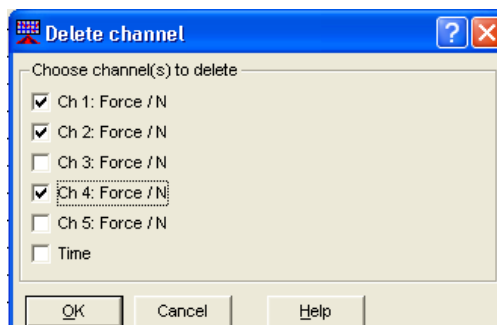 Delete channel
Choose channel(s) to delete
Ch 1: Force / N
Ch 2: Force / N
Ch 3: Force / N
Ch 4: Force / N
Ch 5: Force / N
Time
OK Cancel Help